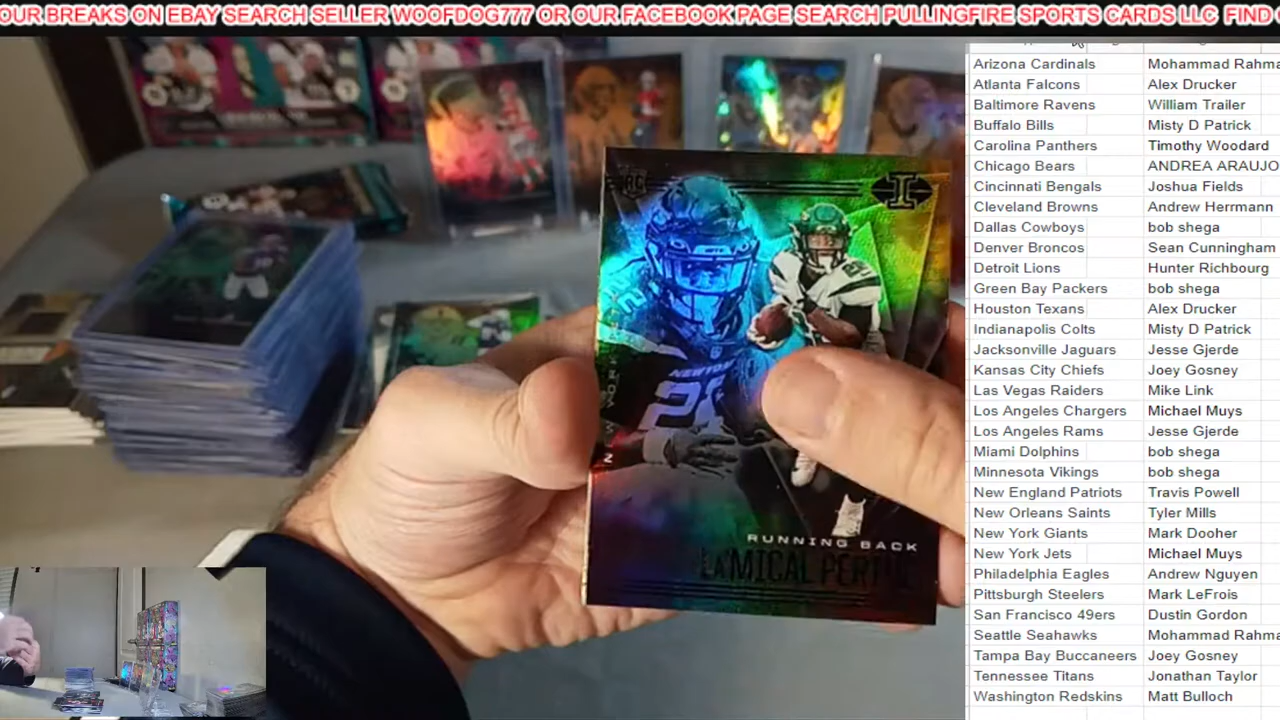 OUR BREAKS ON EBAY SEARCH SELLER WOOFDOG777 OR OUR FACEBOOK PAGE SEARCH PULLINGFIRE SPORTS CARDS LLC FIND
Arizona Cardinals Mohammad Rahma
Atlanta Falcons Alex Drucker
Baltimore Ravens William Trailer
Buffalo Bills Misty D Patrick
Carolina Panthers Timothy Woodard
Chicago Bears ANDREA ARAUJO
Cincinnati Bengals Joshua Fields
Cleveland Browns Andrew Herrmann
Dallas Cowboys bob shega
Denver Broncos Sean Cunningham
Detroit Lions Hunter Richbourg
Green Bay Packers bob shega
Houston Texans Alex Drucker
Indianapolis Colts Misty D Patrick
Jacksonville Jaguars Jesse Gjerde
Kansas City Chiefs Joey Gosney
Las Vegas Raiders Mike Link
Los Angeles Chargers Michael Muys
Los Angeles Rams Jesse Gjerde
Miami Dolphins bob shega
Minnesota Vikings bob shega
New England Patriots Travis Powell
New Orleans Saints Tyler Mills
New York Giants Mark Dooher
New York Jets Michael Muys
Philadelphia Eagles Andrew Nguyen
Pittsburgh Steelers Mark LeFrois
San Francisco 49ers Dustin Gordon
Seattle Seahawks Mohammad Rahma
Tampa Bay Buccaneers Joey Gosney
Tennessee Titans Jonathan Taylor
Washington Redskins Matt Bulloch
RC
I
NEW YOR
RUNNING BACK
LA'MICAL PERI